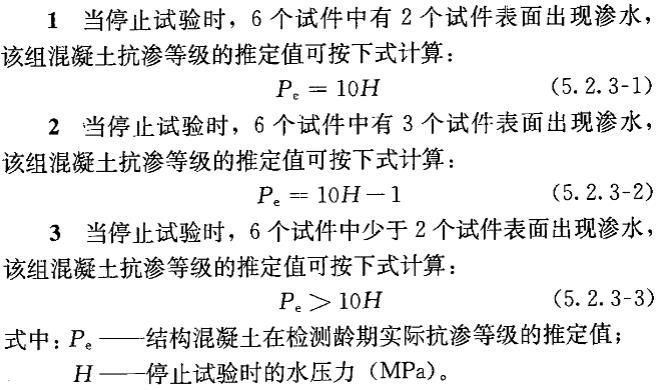 1 当停止试验时，6个试件中有2个试件表面出现渗水，
该组混凝土抗渗等级的推定值可按下式计算：
Pe = 10H (5.2.3-1)
2 当停止试验时，6个试件中有3个试件表面出现渗水，
该组混凝土抗渗等级的推定值可按下式计算：
Pe = 10H－1 (5.2.3-2)
3 当停止试验时，6个试件中少于2个试件表面出现渗水，
该组混凝土抗渗等级的推定值可按下式计算：
Pe > 10H (5.2.3-3)
式中：Pe——结构混凝土在检测龄期实际抗渗等级的推定值；
H——停止试验时的水压力（MPa）。